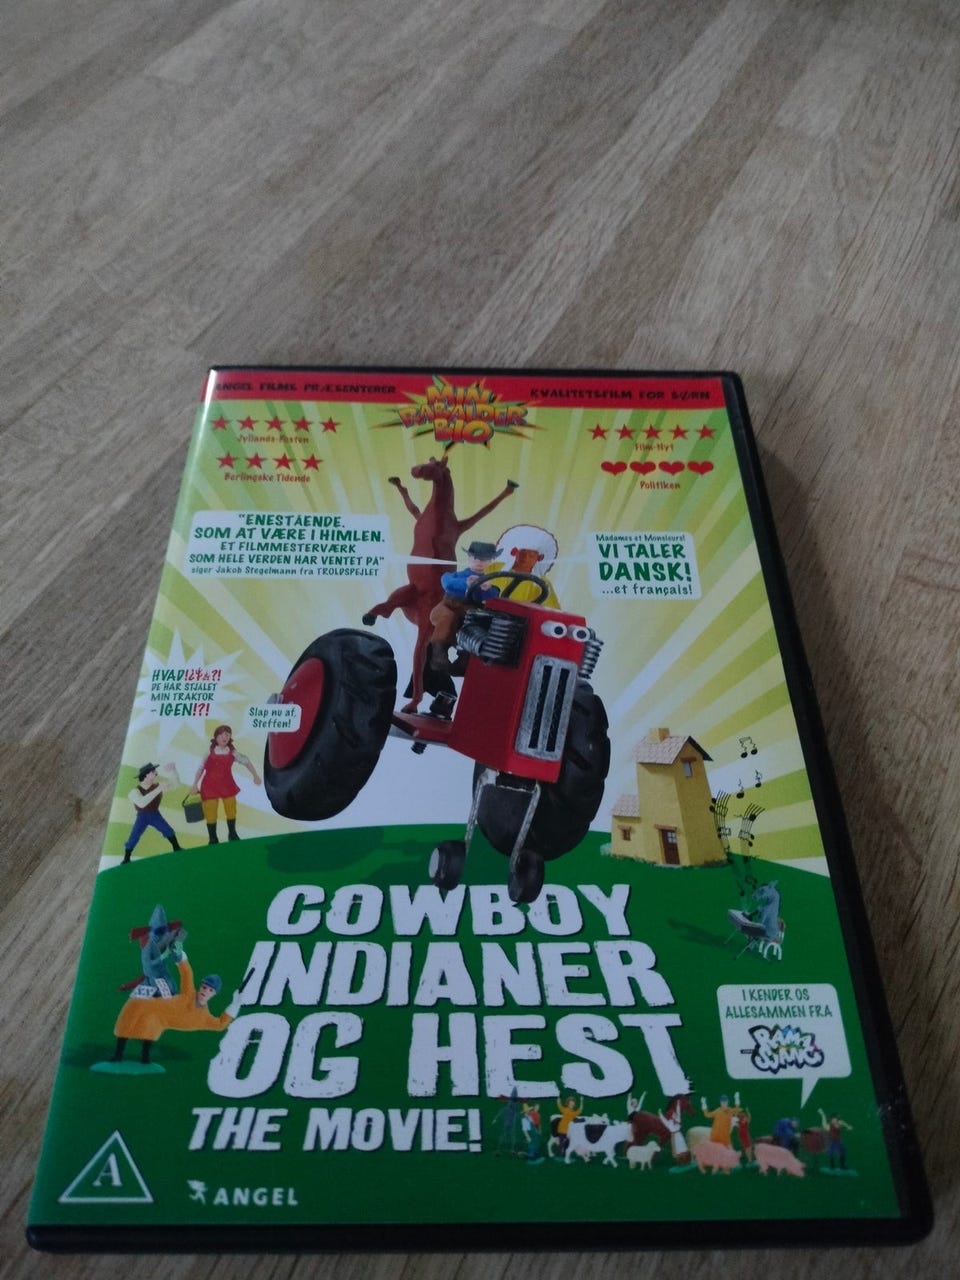 ANGEL FILMS PRÆSENTERER
MIN
RABALDER
BIO
KVALITETSFILM FOR BØRN
Jyllands-Posten
Berlingske Tidende
Film-Nyt
Politiken
"ENESTÅENDE.
SOM AT VÆRE I HIMLEN.
ET FILMMESTERVÆRK
SOM HELE VERDEN HAR VENTET PÅ"
siger Jakob Stegelmann fra TROLDSPEJLET
Madames et Monsieurs!
VI TALER
DANSK!
...et français!
DE HAR STJÅLET
MIN TRAKTOR
- IGEN!?!
Slap nu af,
Steffen!
COWBOY
INDIANER
OG HEST
THE MOVIE!
I KENDER OS
ALLESAMMEN FRA
A
ANGEL